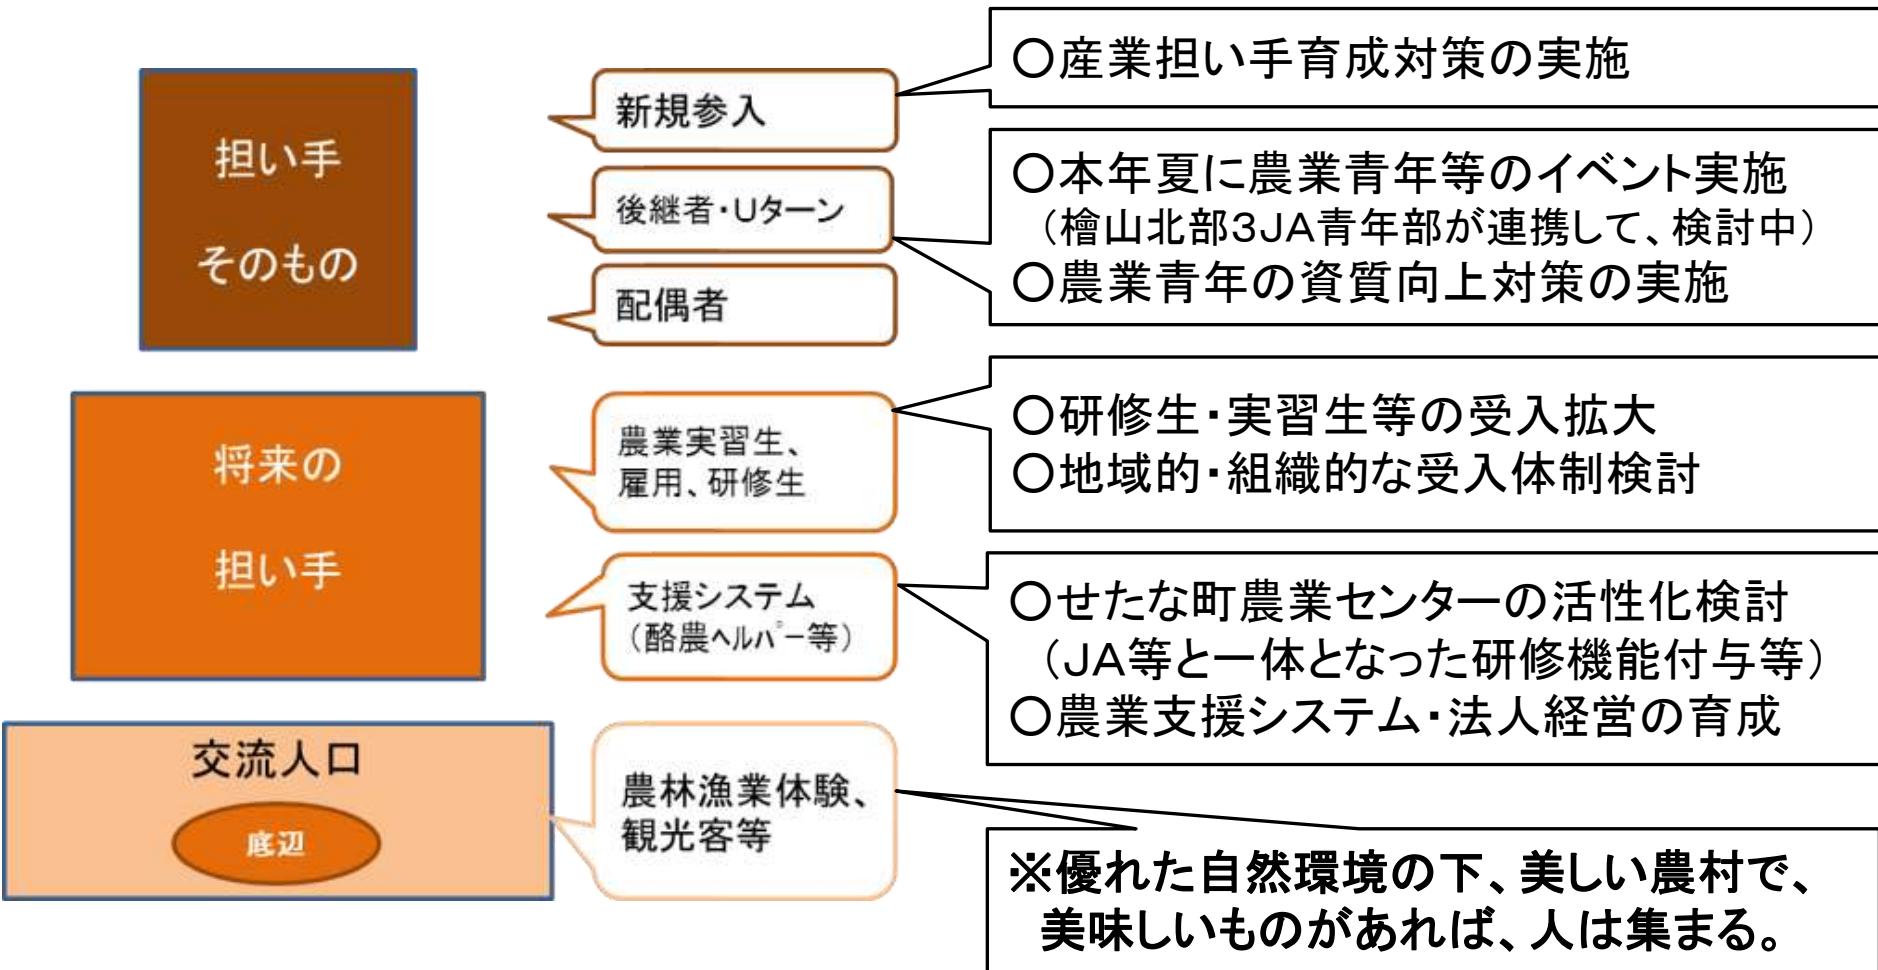 担い手
そのもの
新規参入
後継者・Uターン
配偶者
〇産業担い手育成対策の実施
〇本年夏に農業青年等のイベント実施
（檜山北部3JA青年部が連携して、検討中）
〇農業青年の資質向上対策の実施
将来の
担い手
農業実習生、
雇用、研修生
支援システム
（酪農ﾍﾙﾊﾟｰ等）
〇研修生・実習生等の受入拡大
〇地域的・組織的な受入体制検討
〇せたな町農業センターの活性化検討
（JA等と一体となった研修機能付与等）
〇農業支援システム・法人経営の育成
交流人口
底辺
農林漁業体験、
観光客等
※優れた自然環境の下、美しい農村で、
美味しいものがあれば、人は集まる。